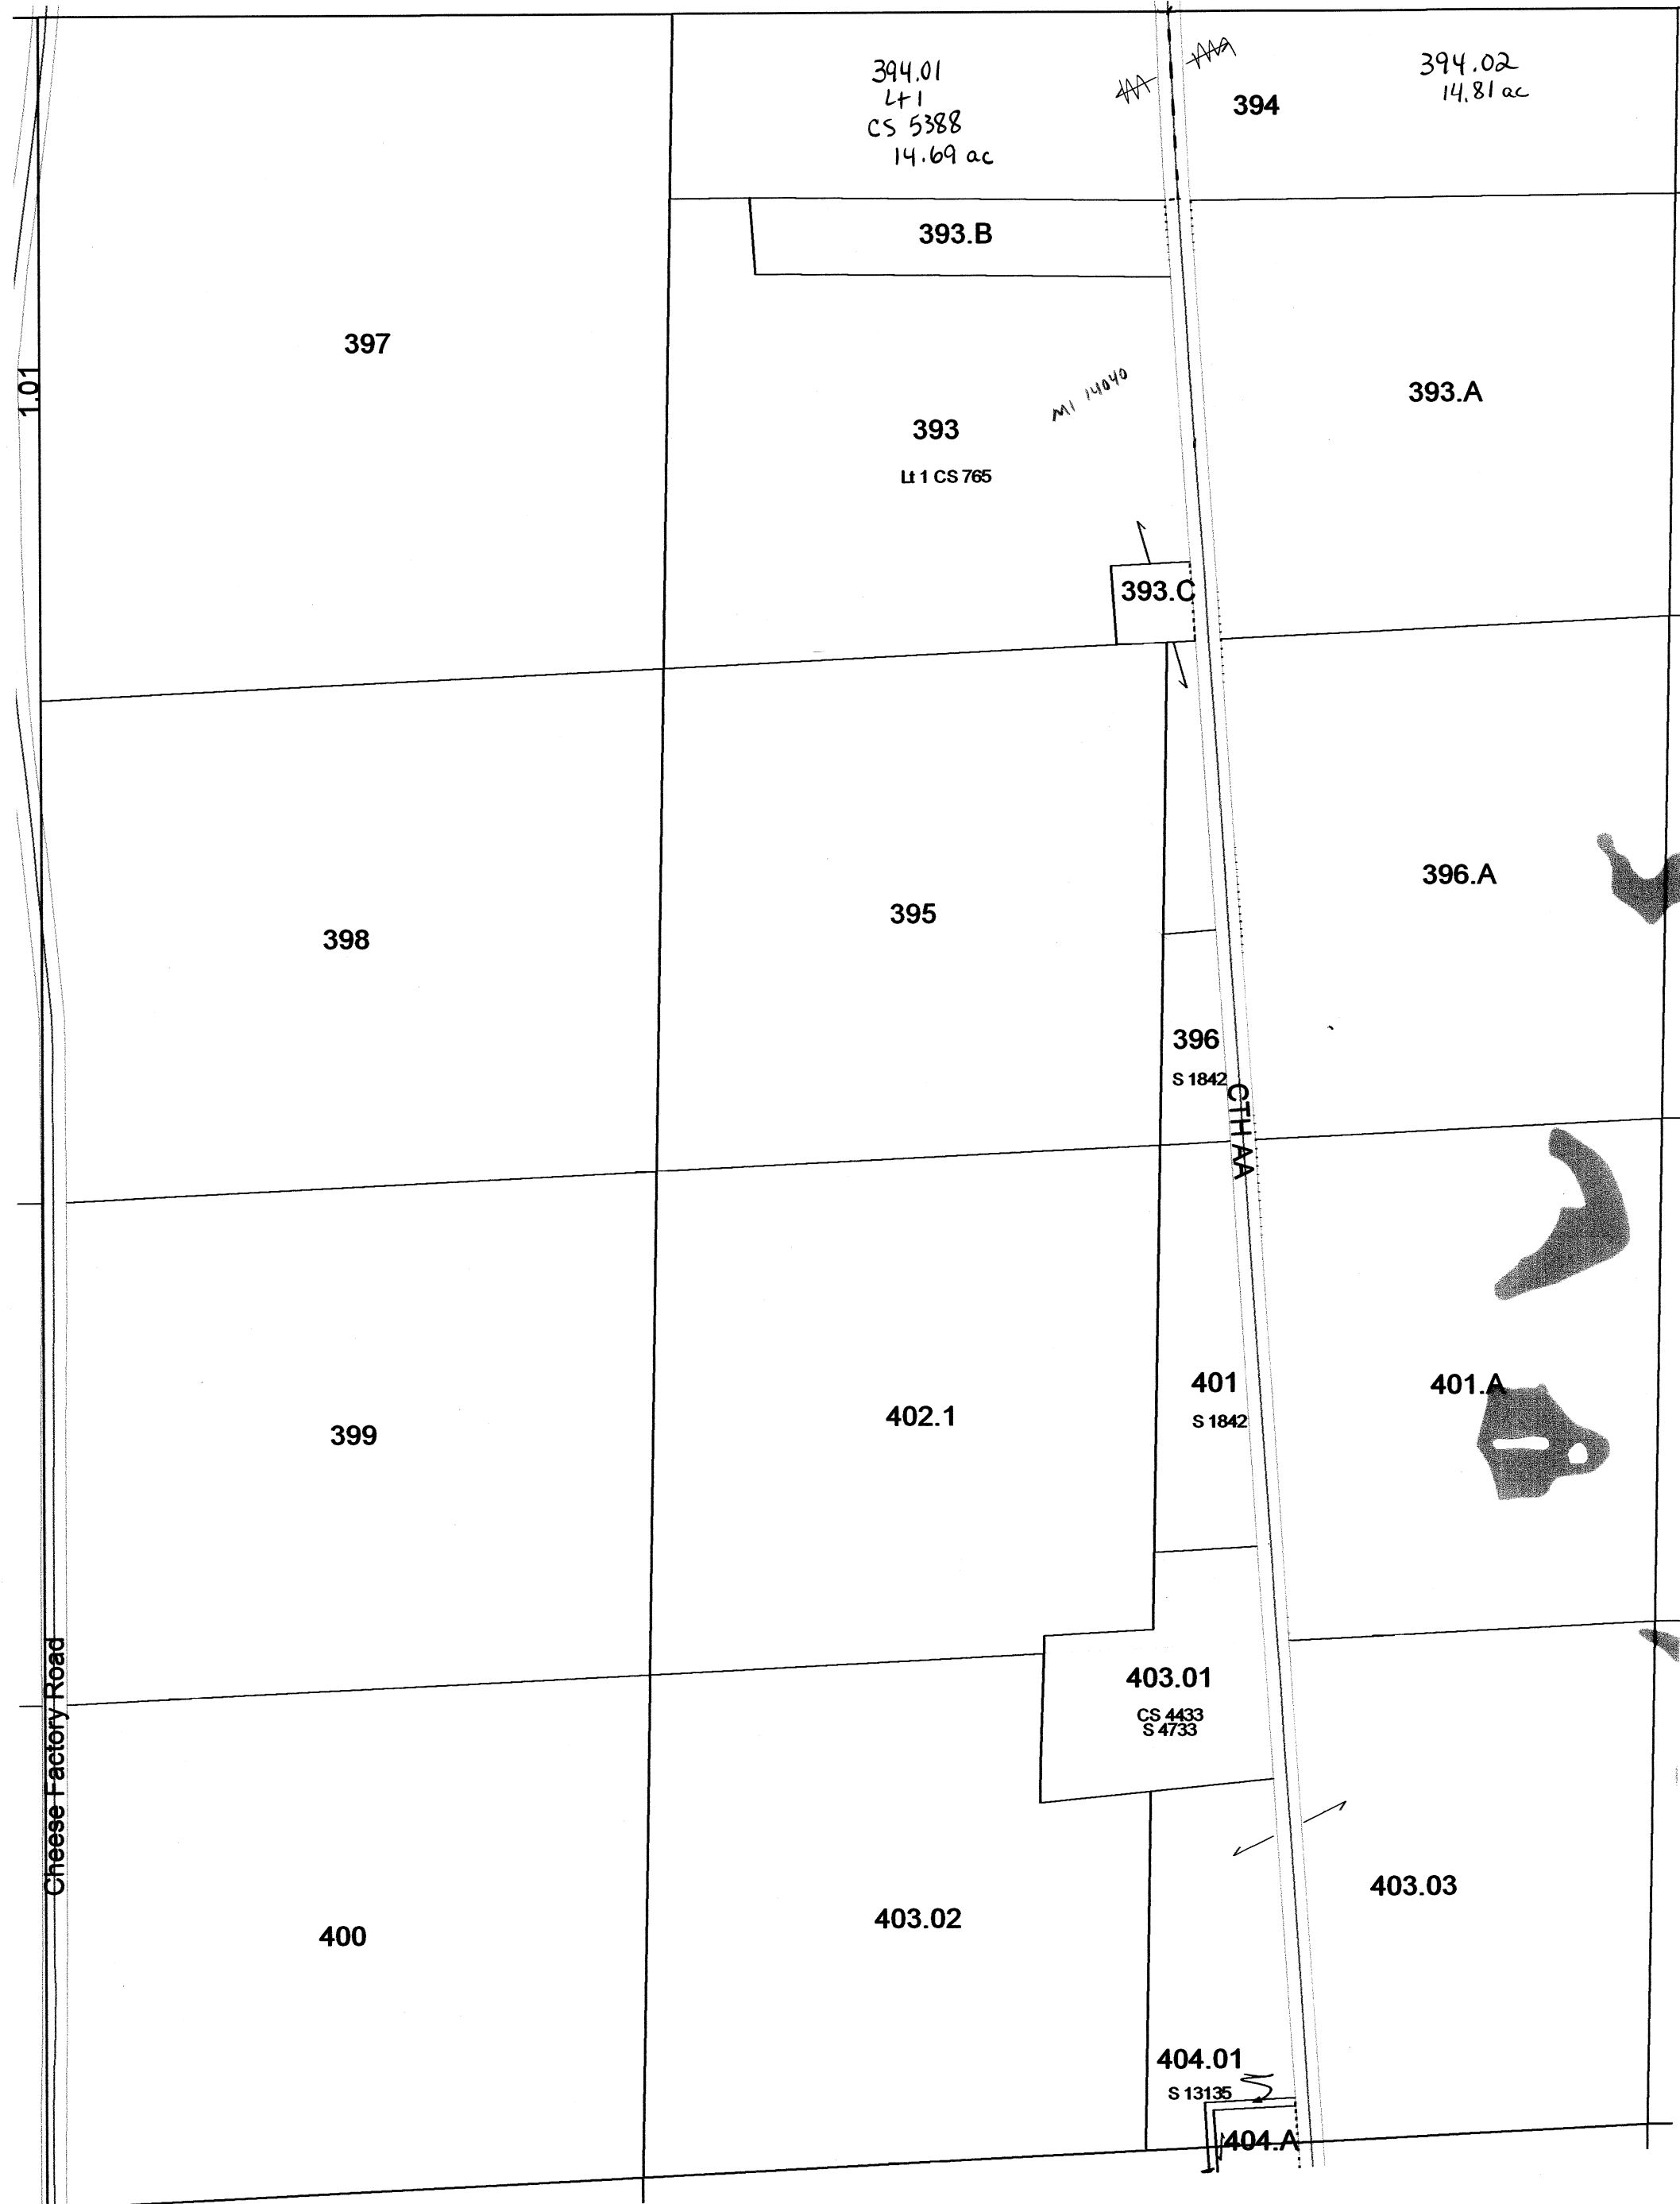 394.01
Lt 1
CS 5388
14.69 ac
394
394.02
14.81 ac
393.B
397
1.01
393
Lt 1 CS 765
M1 14040
393.A
393.C
398
395
396.A
396
S 1842
CTH AA
399
402.1
401
S 1842
401.A
Cheese Factory Road
403.01
CS 4433
S 4733
400
403.02
403.03
404.01
S 13135
404.A